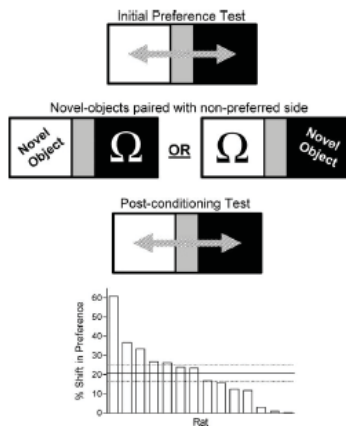 Initial Preference Test
Novel-objects paired with non-preferred side
Novel
Object
Ω
OR
Ω
Novel
Object
Post-conditioning Test
% Shift in Preference
60
50
40
30
20
10
0
Rat